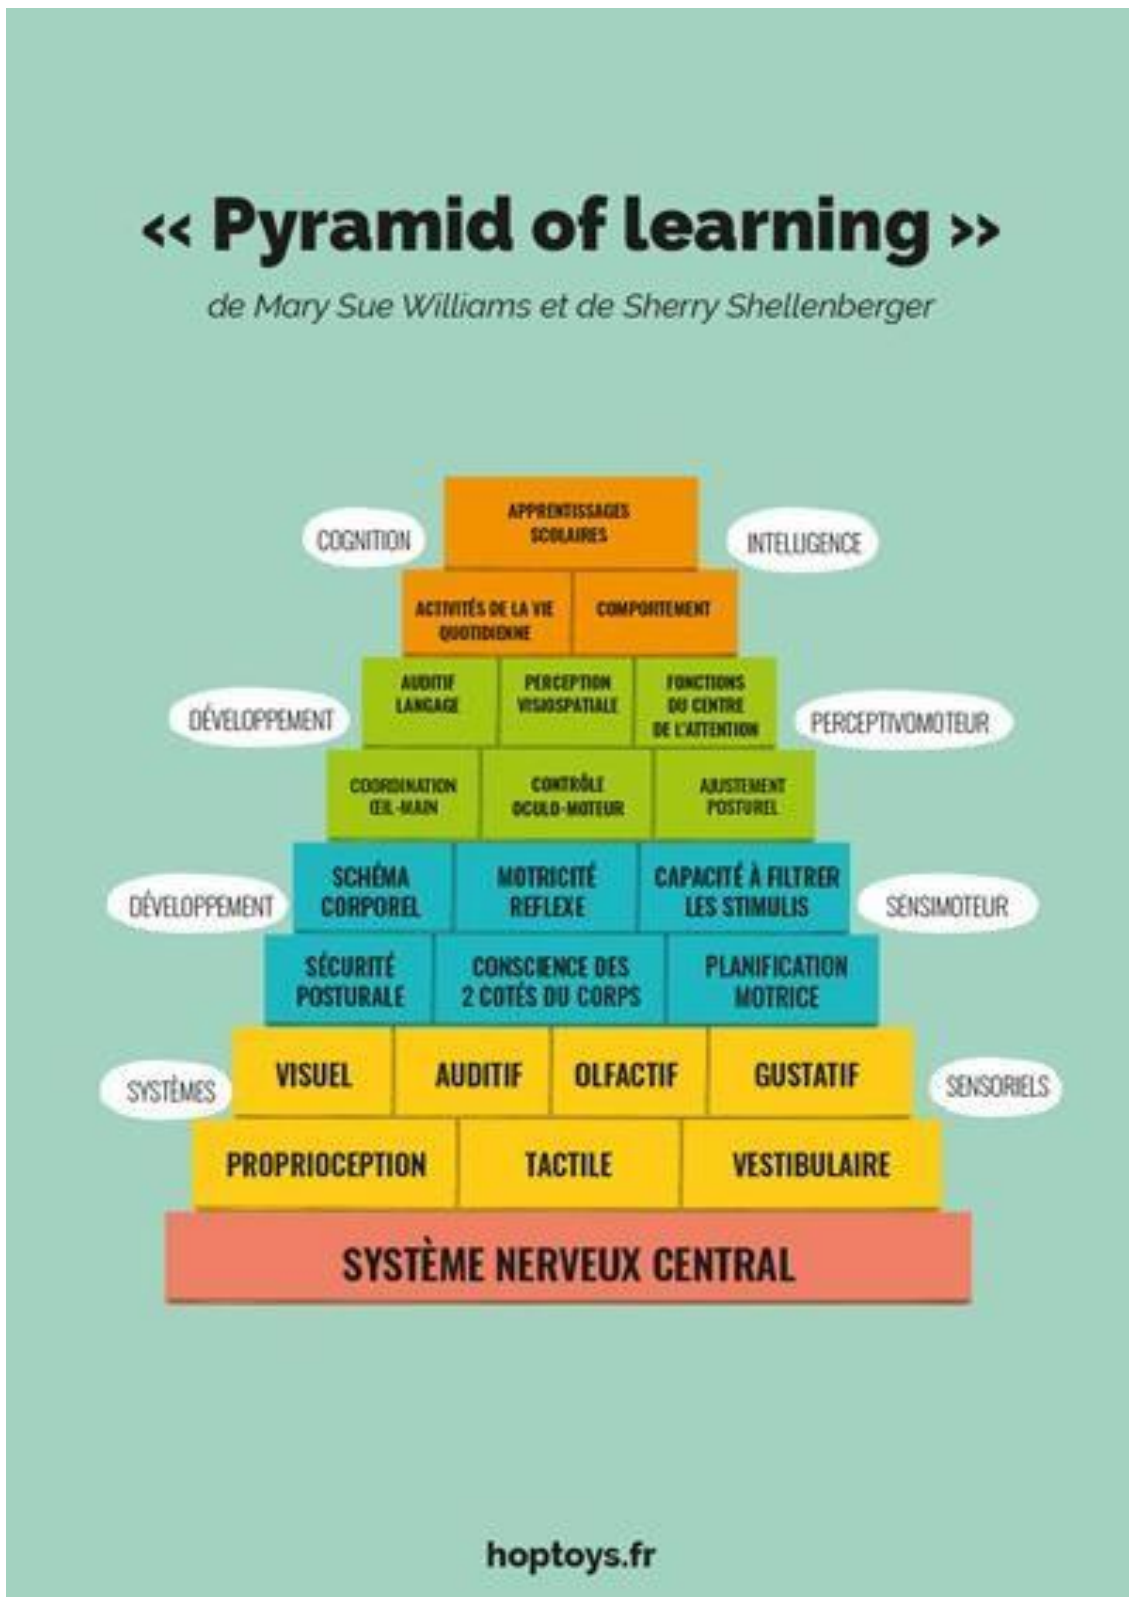 « Pyramid of learning »
de Mary Sue Williams et de Sherry Shellenberger
APPRENTISSAGES
SCOLAIRES
COGNITION
INTELLIGENCE
ACTIVITÉS DE LA VIE
QUOTIDIENNE
COMPORTEMENT
AUDITIF
LANGAGE
PERCEPTION
VISIOSPATIALE
FONCTIONS
DU CENTRE
DE L'ATTENTION
DÉVELOPPEMENT
PERCEPTIVOMOTEUR
COORDINATION
ŒIL-MAIN
CONTRÔLE
OCULO-MOTEUR
AJUSTEMENT
POSTUREL
SCHÉMA
CORPOREL
MOTRICITÉ
REFLEXE
CAPACITÉ À FILTRER
LES STIMULIS
DÉVELOPPEMENT
SENSIMOTEUR
SÉCURITÉ
POSTURALE
CONSCIENCE DES
2 COTÉS DU CORPS
PLANIFICATION
MOTRICE
VISUEL
AUDITIF
OLFACTIF
GUSTATIF
SYSTÈMES
SENSORIELS
PROPRIOCEPTION
TACTILE
VESTIBULAIRE
SYSTÈME NERVEUX CENTRAL
hoptoys.fr